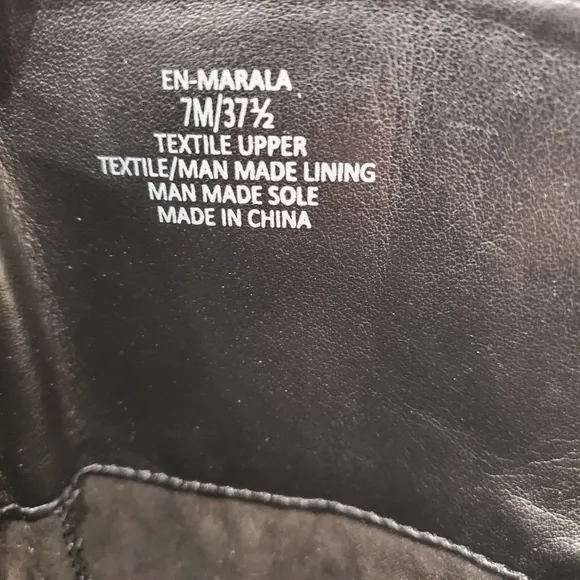 EN-MARALA
7M/37½
TEXTILE UPPER
TEXTILE/MAN MADE LINING
MAN MADE SOLE
MADE IN CHINA